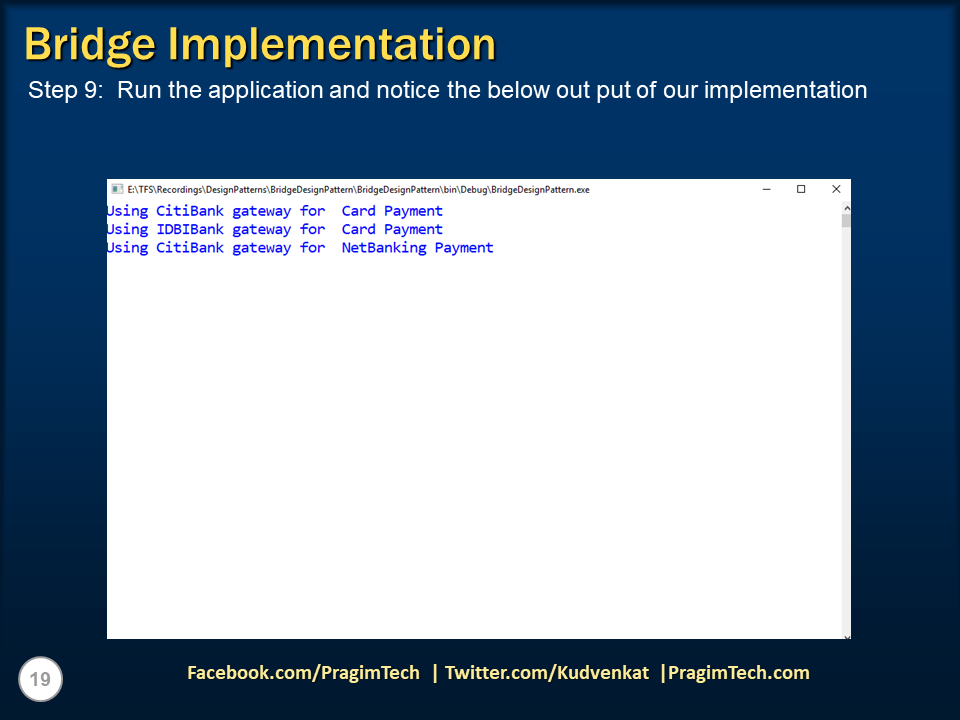 Bridge Implementation
Step 9:  Run the application and notice the below out put of our implementation
E:\TFS\Recordings\DesignPatterns\BridgeDesignPattern\BridgeDesignPattern\bin\Debug\BridgeDesignPattern.exe
Using CitiBank gateway for  Card Payment
Using IDBIBank gateway for  Card Payment
Using CitiBank gateway for  NetBanking Payment
19
Facebook.com/PragimTech  | Twitter.com/Kudvenkat  |PragimTech.com